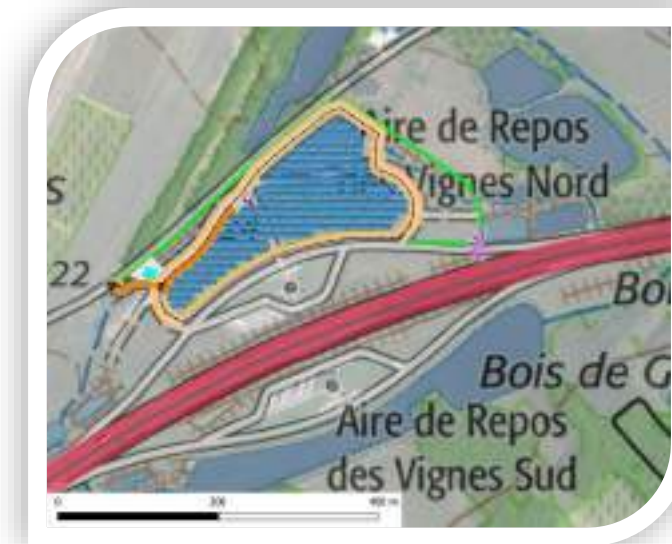 Aire de Repos
Vignes Nord
S
22
Bo
Bois de G
Aire de Repos
des Vignes Sud
0 200 400 m